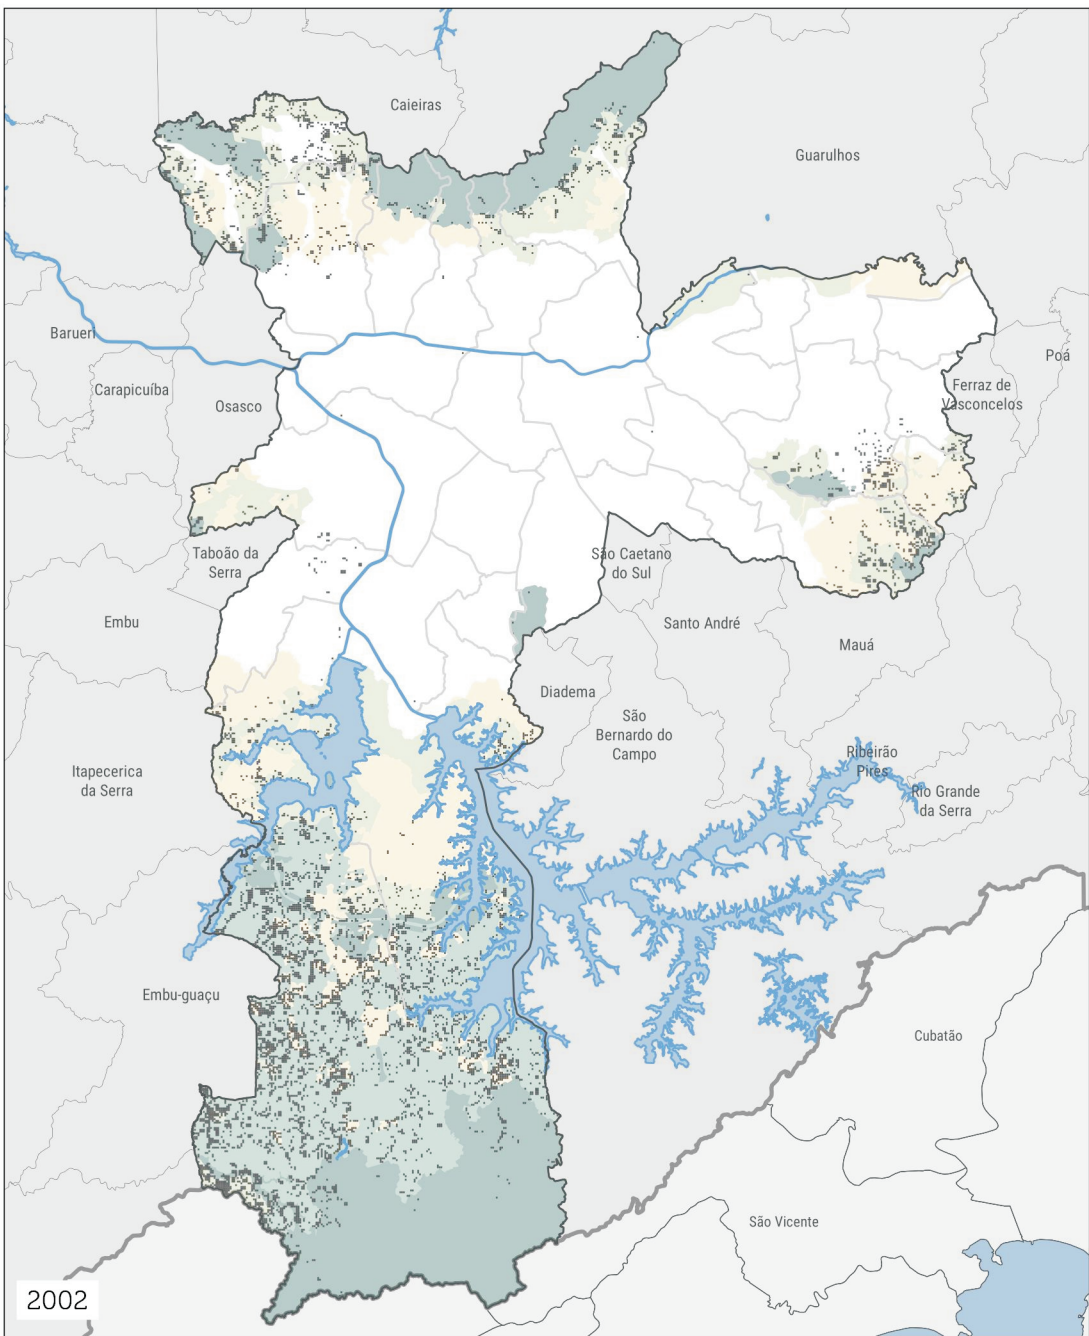 Caieiras
Guarulhos
Barueri
Carapicuíba
Osasco
Poá
Ferraz de
Vasconcelos
Taboão da
Serra
São Caetano
do Sul
Embu
Santo André
Mauá
Diadema
São
Bernardo do
Campo
Itapecerica
da Serra
Ribeirão
Pires
Rio Grande
da Serra
Embu-guaçu
Cubatão
São Vicente
2002